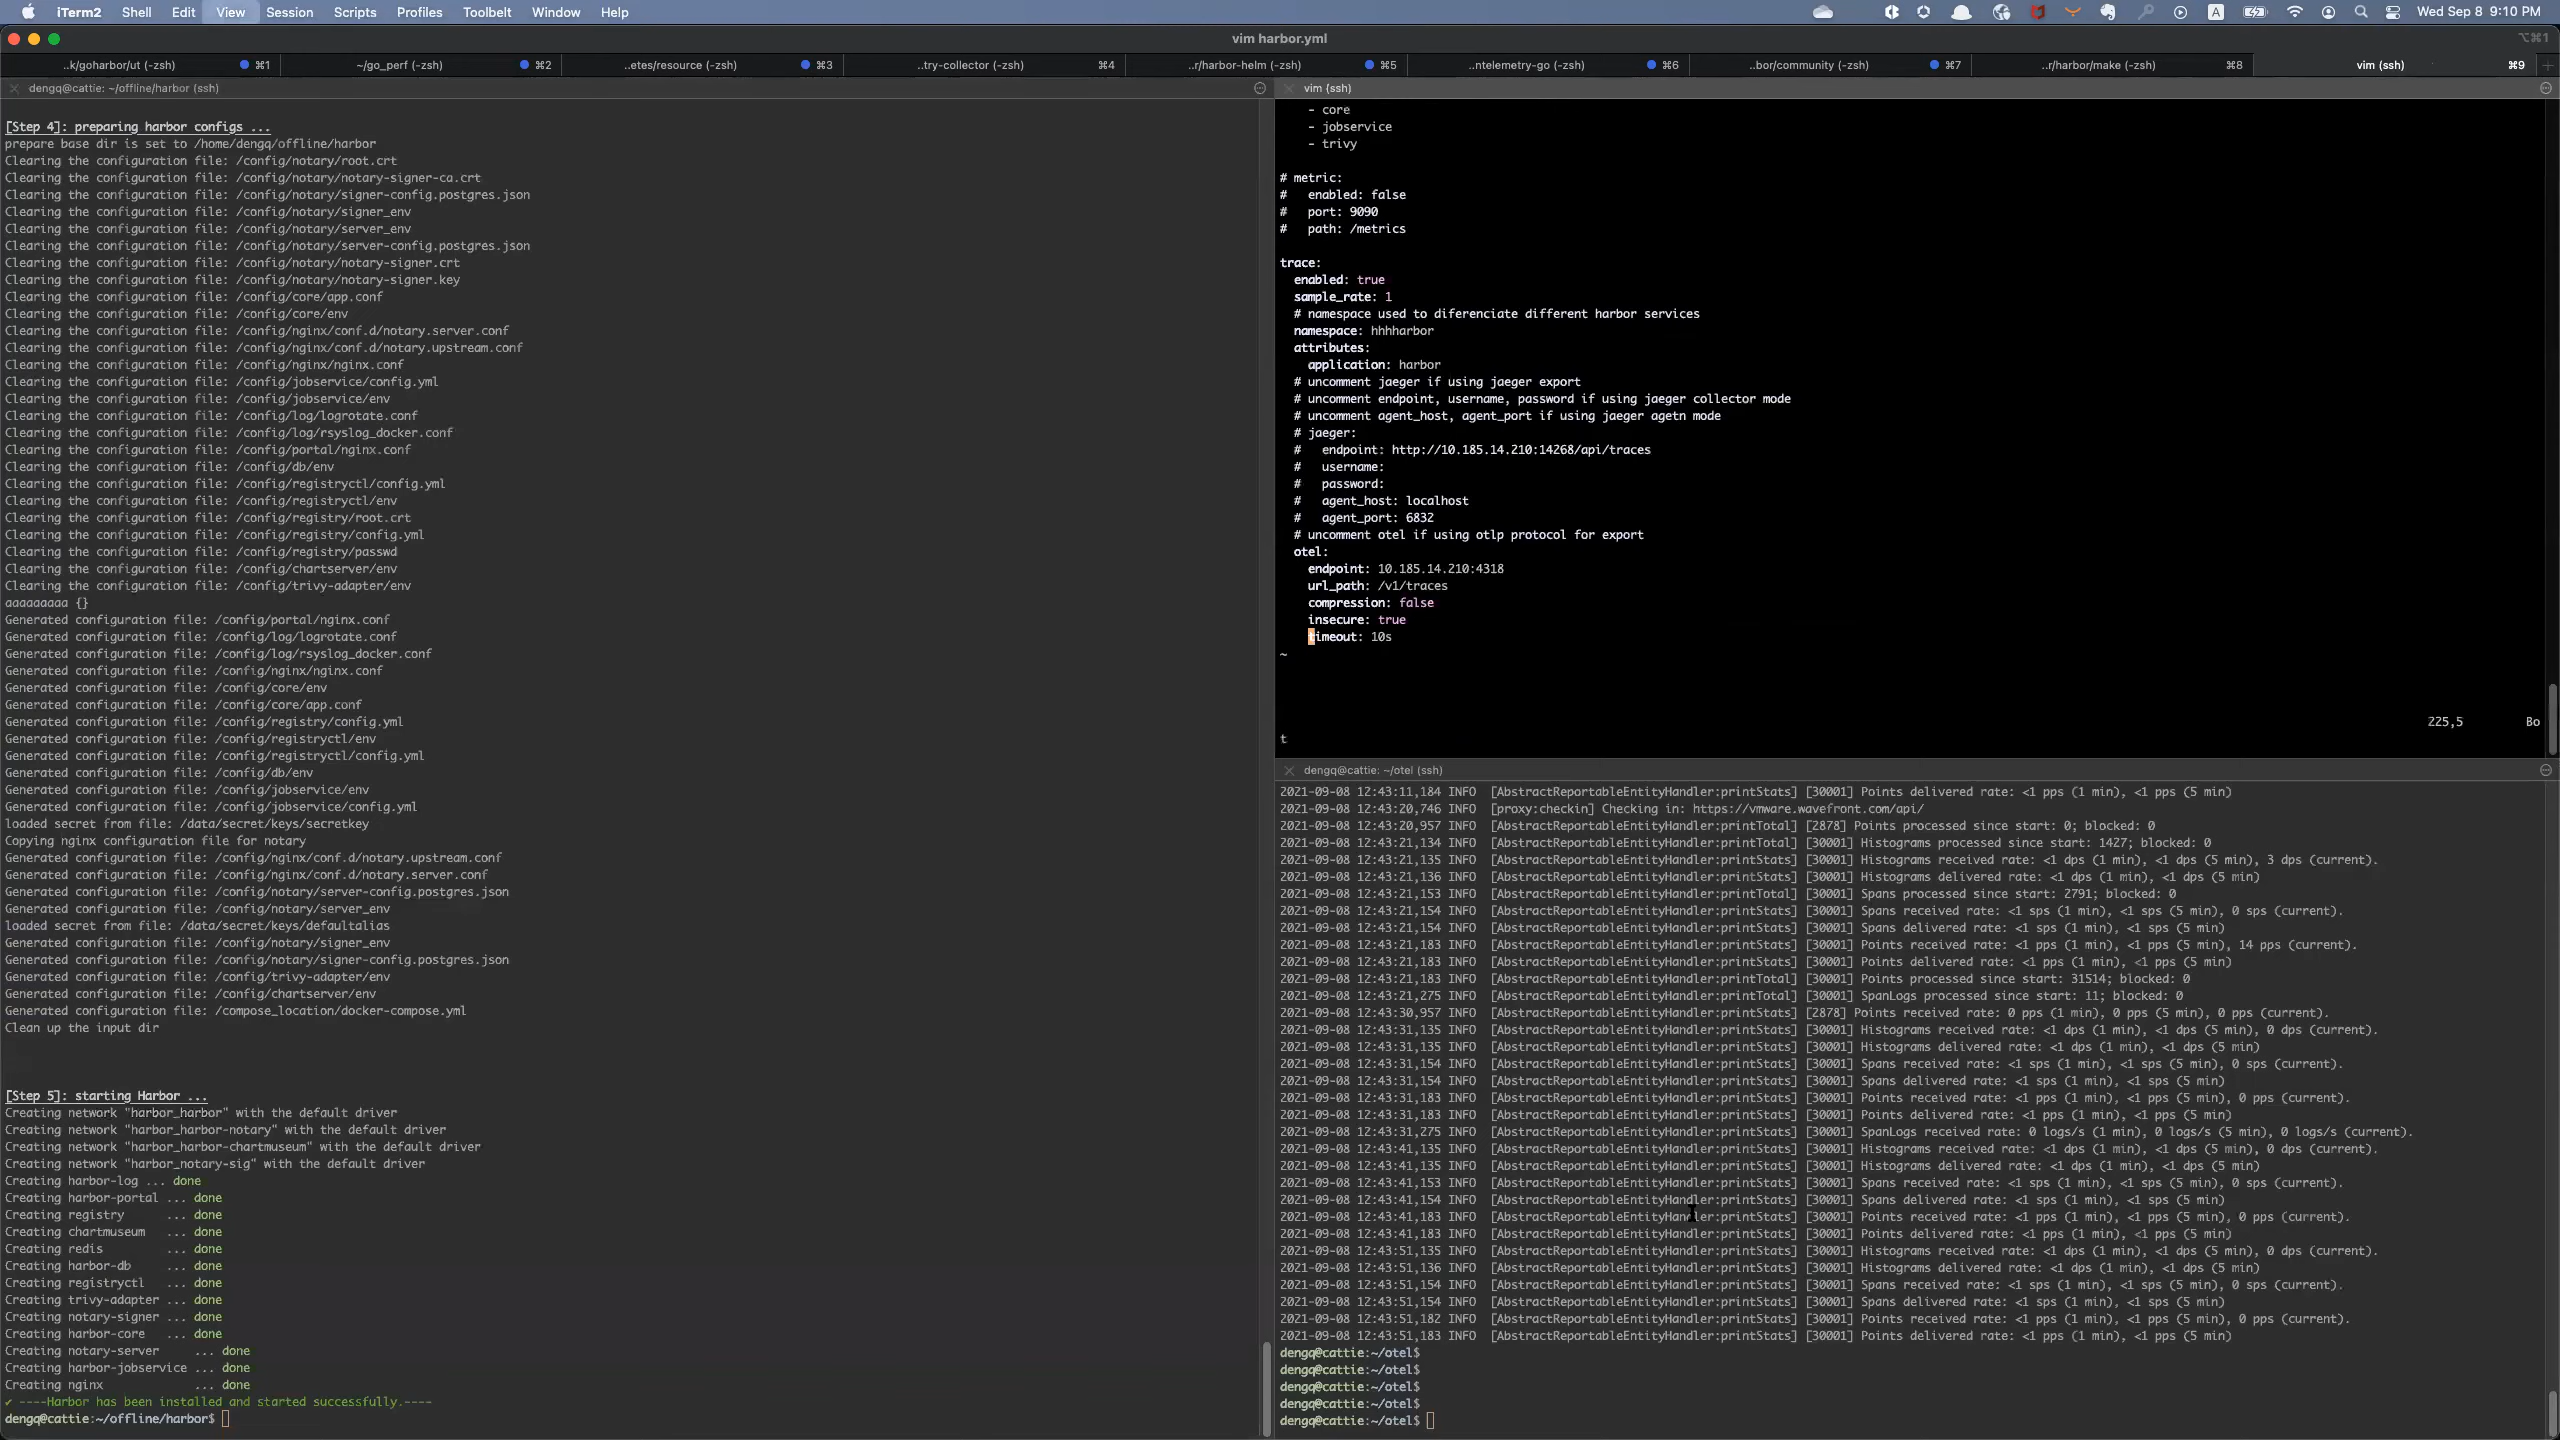 iTerm2 Shell Edit View Session Scripts Profiles Toolbelt Window Help A Wed Sep 8 9:10 PM
vim harbor.yml ⌥⌘1
..k/goharbor/ut (-zsh) ⌘1 ~/go_perf (-zsh) ⌘2 ..etes/resource (-zsh) ⌘3 ..try-collector (-zsh) ⌘4 ..r/harbor-helm (-zsh) ⌘5 ..ntelemetry-go (-zsh) ⌘6 ..bor/community (-zsh) ⌘7 ..r/harbor/make (-zsh) ⌘8 vim (ssh) ⌘9
dengq@cattie: ~/offline/harbor (ssh)
[Step 4]: preparing harbor configs ...
prepare base dir is set to /home/dengq/offline/harbor
Clearing the configuration file: /config/notary/root.crt
Clearing the configuration file: /config/notary/notary-signer-ca.crt
Clearing the configuration file: /config/notary/signer-config.postgres.json
Clearing the configuration file: /config/notary/signer_env
Clearing the configuration file: /config/notary/server_env
Clearing the configuration file: /config/notary/server-config.postgres.json
Clearing the configuration file: /config/notary/notary-signer.crt
Clearing the configuration file: /config/notary/notary-signer.key
Clearing the configuration file: /config/core/app.conf
Clearing the configuration file: /config/core/env
Clearing the configuration file: /config/nginx/conf.d/notary.server.conf
Clearing the configuration file: /config/nginx/conf.d/notary.upstream.conf
Clearing the configuration file: /config/nginx/nginx.conf
Clearing the configuration file: /config/jobservice/config.yml
Clearing the configuration file: /config/jobservice/env
Clearing the configuration file: /config/log/logrotate.conf
Clearing the configuration file: /config/log/rsyslog_docker.conf
Clearing the configuration file: /config/portal/nginx.conf
Clearing the configuration file: /config/db/env
Clearing the configuration file: /config/registryctl/config.yml
Clearing the configuration file: /config/registryctl/env
Clearing the configuration file: /config/registry/root.crt
Clearing the configuration file: /config/registry/config.yml
Clearing the configuration file: /config/registry/passwd
Clearing the configuration file: /config/chartserver/env
Clearing the configuration file: /config/trivy-adapter/env
aaaaaaaaa {}
Generated configuration file: /config/portal/nginx.conf
Generated configuration file: /config/log/logrotate.conf
Generated configuration file: /config/log/rsyslog_docker.conf
Generated configuration file: /config/nginx/nginx.conf
Generated configuration file: /config/core/env
Generated configuration file: /config/core/app.conf
Generated configuration file: /config/registry/config.yml
Generated configuration file: /config/registryctl/env
Generated configuration file: /config/registryctl/config.yml
Generated configuration file: /config/db/env
Generated configuration file: /config/jobservice/env
Generated configuration file: /config/jobservice/config.yml
loaded secret from file: /data/secret/keys/secretkey
Copying nginx configuration file for notary
Generated configuration file: /config/nginx/conf.d/notary.upstream.conf
Generated configuration file: /config/nginx/conf.d/notary.server.conf
Generated configuration file: /config/notary/server-config.postgres.json
Generated configuration file: /config/notary/server_env
loaded secret from file: /data/secret/keys/defaultalias
Generated configuration file: /config/notary/signer_env
Generated configuration file: /config/notary/signer-config.postgres.json
Generated configuration file: /config/trivy-adapter/env
Generated configuration file: /config/chartserver/env
Generated configuration file: /compose_location/docker-compose.yml
Clean up the input dir
[Step 5]: starting Harbor ...
Creating network "harbor_harbor" with the default driver
Creating network "harbor_harbor-notary" with the default driver
Creating network "harbor_harbor-chartmuseum" with the default driver
Creating network "harbor_notary-sig" with the default driver
Creating harbor-log ... done
Creating harbor-portal ... done
Creating registry ... done
Creating chartmuseum ... done
Creating redis ... done
Creating harbor-db ... done
Creating registryctl ... done
Creating trivy-adapter ... done
Creating notary-signer ... done
Creating harbor-core ... done
Creating notary-server ... done
Creating harbor-jobservice ... done
Creating nginx ... done
✔ ----Harbor has been installed and started successfully.----
dengq@cattie:~/offline/harbor$
vim (ssh)
- core
- jobservice
- trivy
# metric:
# enabled: false
# port: 9090
# path: /metrics
trace:
enabled: true
sample_rate: 1
# namespace used to diferenciate different harbor services
namespace: hhhharbor
attributes:
application: harbor
# uncomment jaeger if using jaeger export
# uncomment endpoint, username, password if using jaeger collector mode
# uncomment agent_host, agent_port if using jaeger agetn mode
# jaeger:
# endpoint: http://10.185.14.210:14268/api/traces
# username:
# password:
# agent_host: localhost
# agent_port: 6832
# uncomment otel if using otlp protocol for export
otel:
endpoint: 10.185.14.210:4318
url_path: /v1/traces
compression: false
insecure: true
timeout: 10s
~
225,5 Bo
t
dengq@cattie: ~/otel (ssh)
2021-09-08 12:43:11,184 INFO [AbstractReportableEntityHandler:printStats] [30001] Points delivered rate: <1 pps (1 min), <1 pps (5 min)
2021-09-08 12:43:20,746 INFO [proxy:checkin] Checking in: https://vmware.wavefront.com/api/
2021-09-08 12:43:20,957 INFO [AbstractReportableEntityHandler:printTotal] [2878] Points processed since start: 0; blocked: 0
2021-09-08 12:43:21,134 INFO [AbstractReportableEntityHandler:printTotal] [30001] Histograms processed since start: 1427; blocked: 0
2021-09-08 12:43:21,135 INFO [AbstractReportableEntityHandler:printStats] [30001] Histograms received rate: <1 dps (1 min), <1 dps (5 min), 3 dps (current).
2021-09-08 12:43:21,136 INFO [AbstractReportableEntityHandler:printStats] [30001] Histograms delivered rate: <1 dps (1 min), <1 dps (5 min)
2021-09-08 12:43:21,153 INFO [AbstractReportableEntityHandler:printTotal] [30001] Spans processed since start: 2791; blocked: 0
2021-09-08 12:43:21,154 INFO [AbstractReportableEntityHandler:printStats] [30001] Spans received rate: <1 sps (1 min), <1 sps (5 min), 0 sps (current).
2021-09-08 12:43:21,154 INFO [AbstractReportableEntityHandler:printStats] [30001] Spans delivered rate: <1 sps (1 min), <1 sps (5 min)
2021-09-08 12:43:21,183 INFO [AbstractReportableEntityHandler:printStats] [30001] Points received rate: <1 pps (1 min), <1 pps (5 min), 14 pps (current).
2021-09-08 12:43:21,183 INFO [AbstractReportableEntityHandler:printStats] [30001] Points delivered rate: <1 pps (1 min), <1 pps (5 min)
2021-09-08 12:43:21,183 INFO [AbstractReportableEntityHandler:printTotal] [30001] Points processed since start: 31514; blocked: 0
2021-09-08 12:43:21,275 INFO [AbstractReportableEntityHandler:printTotal] [30001] SpanLogs processed since start: 11; blocked: 0
2021-09-08 12:43:30,957 INFO [AbstractReportableEntityHandler:printStats] [2878] Points received rate: 0 pps (1 min), 0 pps (5 min), 0 pps (current).
2021-09-08 12:43:31,135 INFO [AbstractReportableEntityHandler:printStats] [30001] Histograms received rate: <1 dps (1 min), <1 dps (5 min), 0 dps (current).
2021-09-08 12:43:31,135 INFO [AbstractReportableEntityHandler:printStats] [30001] Histograms delivered rate: <1 dps (1 min), <1 dps (5 min)
2021-09-08 12:43:31,154 INFO [AbstractReportableEntityHandler:printStats] [30001] Spans received rate: <1 sps (1 min), <1 sps (5 min), 0 sps (current).
2021-09-08 12:43:31,154 INFO [AbstractReportableEntityHandler:printStats] [30001] Spans delivered rate: <1 sps (1 min), <1 sps (5 min)
2021-09-08 12:43:31,183 INFO [AbstractReportableEntityHandler:printStats] [30001] Points received rate: <1 pps (1 min), <1 pps (5 min), 0 pps (current).
2021-09-08 12:43:31,183 INFO [AbstractReportableEntityHandler:printStats] [30001] Points delivered rate: <1 pps (1 min), <1 pps (5 min)
2021-09-08 12:43:31,275 INFO [AbstractReportableEntityHandler:printStats] [30001] SpanLogs received rate: 0 logs/s (1 min), 0 logs/s (5 min), 0 logs/s (current).
2021-09-08 12:43:41,135 INFO [AbstractReportableEntityHandler:printStats] [30001] Histograms received rate: <1 dps (1 min), <1 dps (5 min), 0 dps (current).
2021-09-08 12:43:41,135 INFO [AbstractReportableEntityHandler:printStats] [30001] Histograms delivered rate: <1 dps (1 min), <1 dps (5 min)
2021-09-08 12:43:41,153 INFO [AbstractReportableEntityHandler:printStats] [30001] Spans received rate: <1 sps (1 min), <1 sps (5 min), 0 sps (current).
2021-09-08 12:43:41,154 INFO [AbstractReportableEntityHandler:printStats] [30001] Spans delivered rate: <1 sps (1 min), <1 sps (5 min)
2021-09-08 12:43:41,183 INFO [AbstractReportableEntityHandler:printStats] [30001] Points received rate: <1 pps (1 min), <1 pps (5 min), 0 pps (current).
2021-09-08 12:43:41,183 INFO [AbstractReportableEntityHandler:printStats] [30001] Points delivered rate: <1 pps (1 min), <1 pps (5 min)
2021-09-08 12:43:51,135 INFO [AbstractReportableEntityHandler:printStats] [30001] Histograms received rate: <1 dps (1 min), <1 dps (5 min), 0 dps (current).
2021-09-08 12:43:51,136 INFO [AbstractReportableEntityHandler:printStats] [30001] Histograms delivered rate: <1 dps (1 min), <1 dps (5 min)
2021-09-08 12:43:51,154 INFO [AbstractReportableEntityHandler:printStats] [30001] Spans received rate: <1 sps (1 min), <1 sps (5 min), 0 sps (current).
2021-09-08 12:43:51,154 INFO [AbstractReportableEntityHandler:printStats] [30001] Spans delivered rate: <1 sps (1 min), <1 sps (5 min)
2021-09-08 12:43:51,182 INFO [AbstractReportableEntityHandler:printStats] [30001] Points received rate: <1 pps (1 min), <1 pps (5 min), 0 pps (current).
2021-09-08 12:43:51,183 INFO [AbstractReportableEntityHandler:printStats] [30001] Points delivered rate: <1 pps (1 min), <1 pps (5 min)
dengq@cattie:~/otel$
dengq@cattie:~/otel$
dengq@cattie:~/otel$
dengq@cattie:~/otel$
dengq@cattie:~/otel$